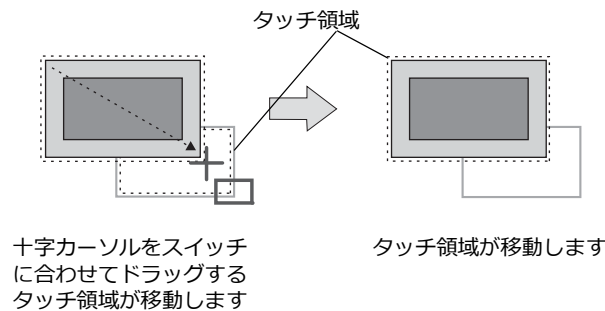 タッチ領域
十字カーソルをスイッチ
に合わせてドラッグする
タッチ領域が移動します
タッチ領域が移動します